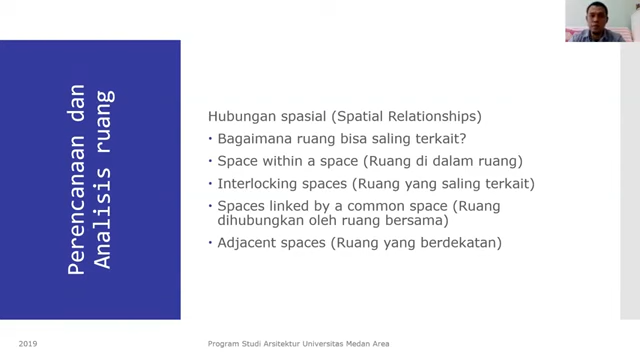 Perencanaan dan
Analisis ruang
Hubungan spasial (Spatial Relationships)
• Bagaimana ruang bisa saling terkait?
• Space within a space (Ruang di dalam ruang)
• Interlocking spaces (Ruang yang saling terkait)
• Spaces linked by a common space (Ruang
dihubungkan oleh ruang bersama)
• Adjacent spaces (Ruang yang berdekatan)
2019
Program Studi Arsitektur Universitas Medan Area